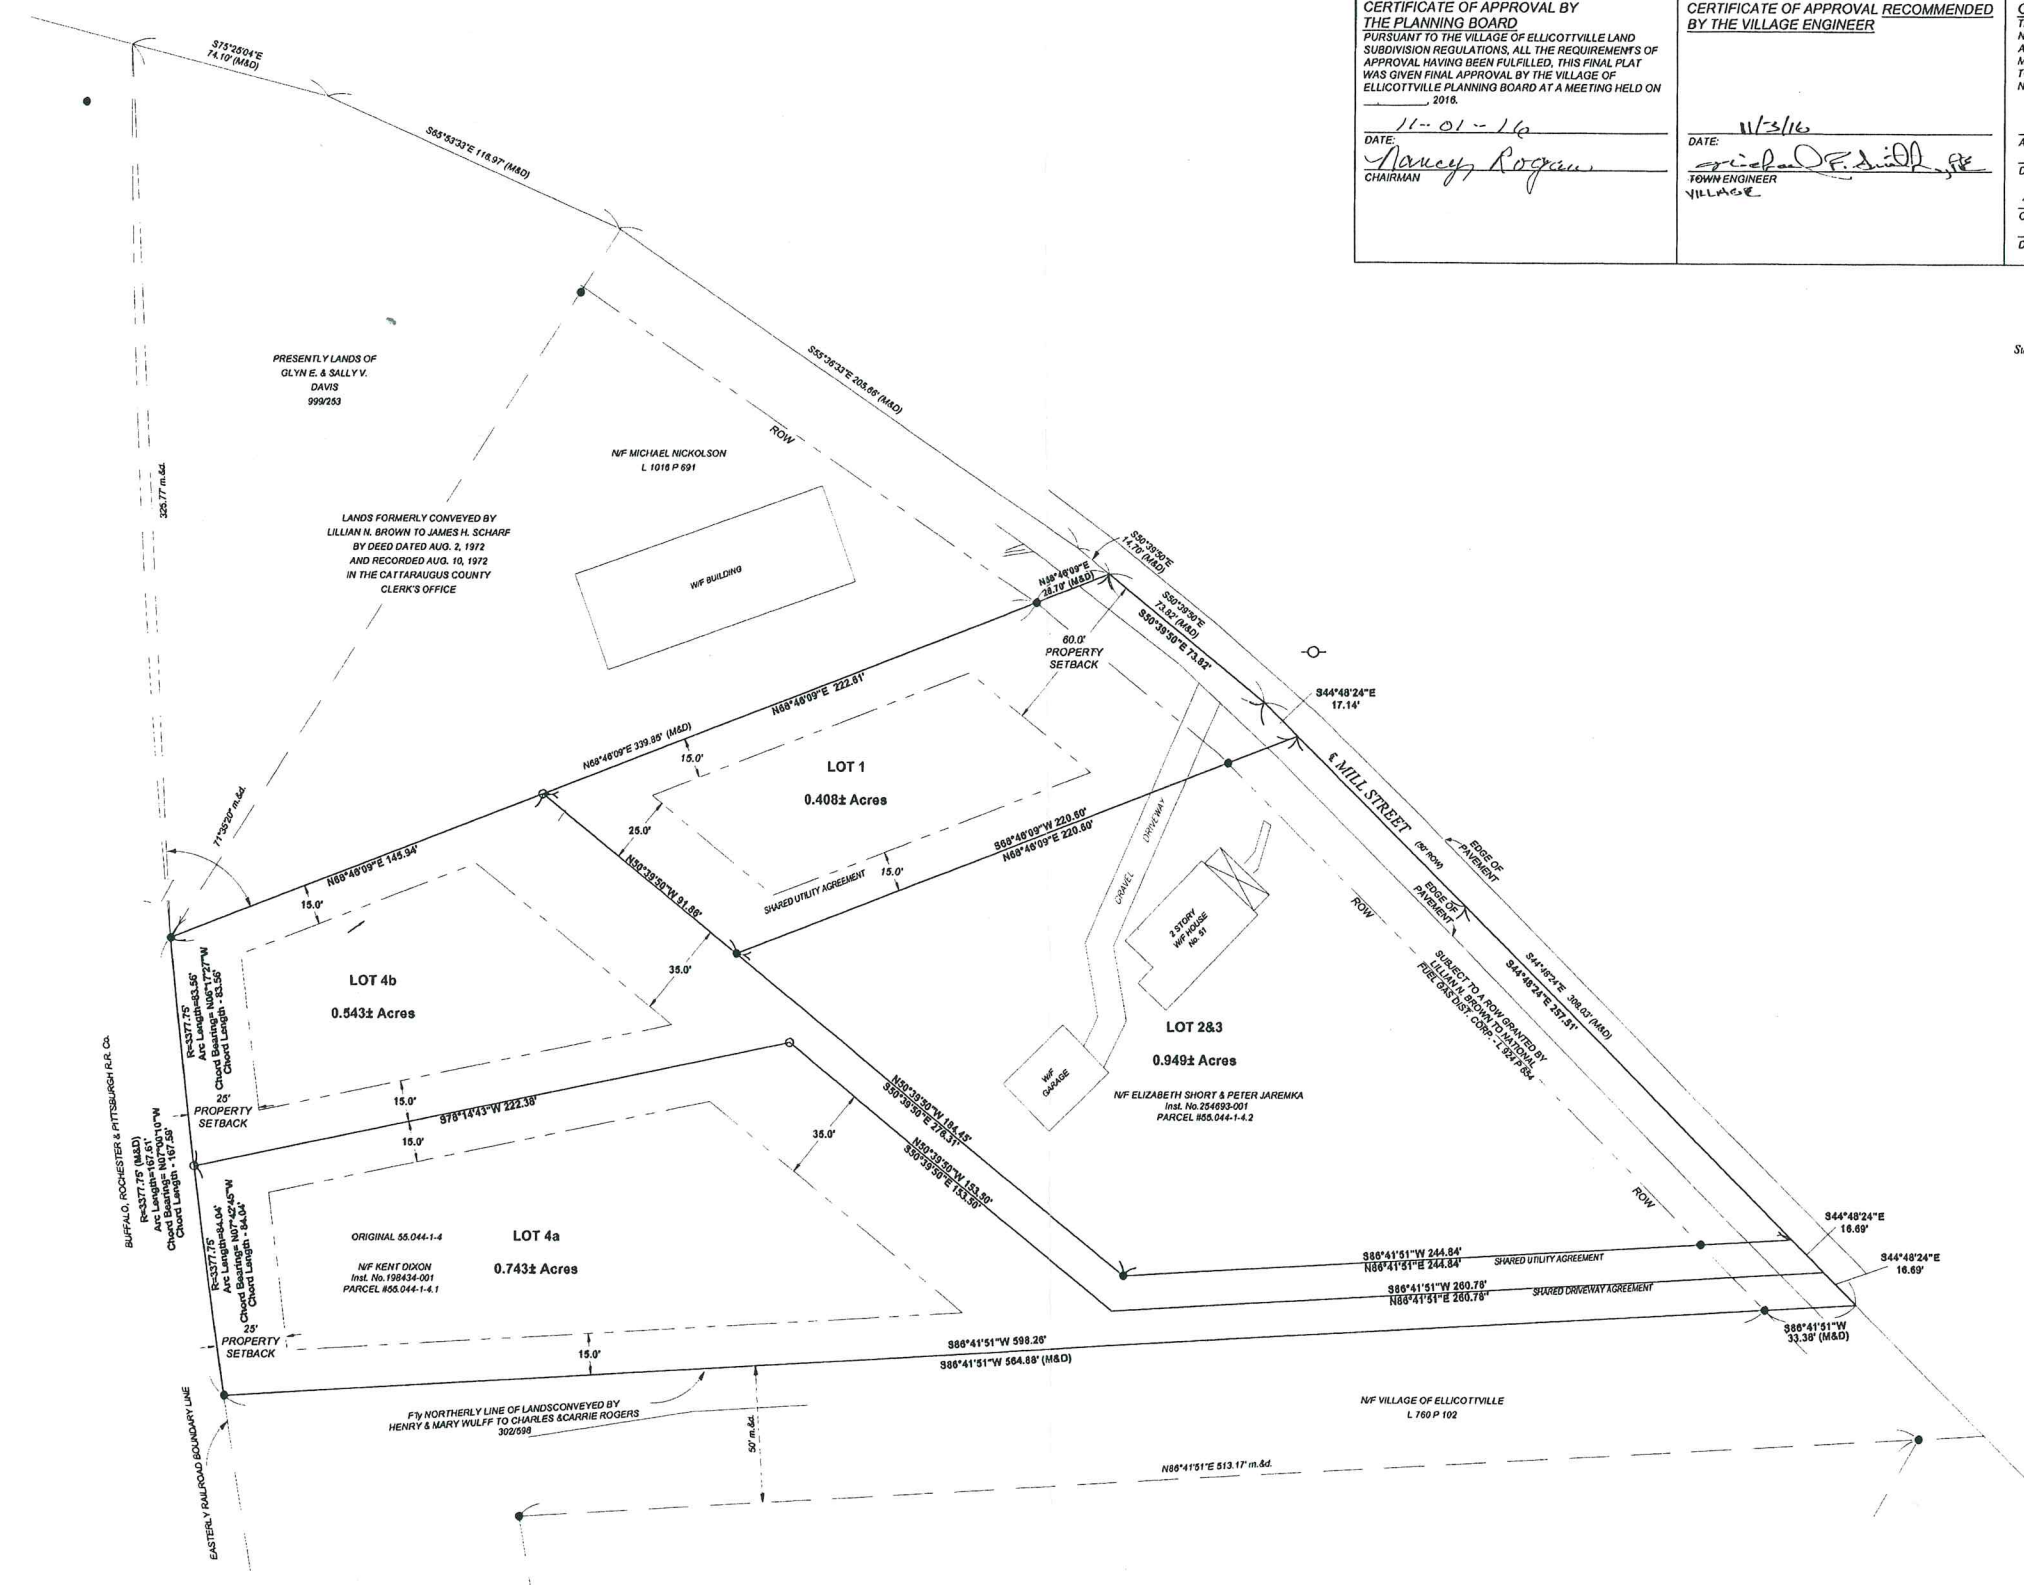 CERTIFICATE OF APPROVAL BY
THE PLANNING BOARD
PURSUANT TO THE VILLAGE OF ELLICOTTVILLE LAND
SUBDIVISION REGULATIONS, ALL THE REQUIREMENTS OF
APPROVAL HAVING BEEN FULFILLED, THIS FINAL PLAT
WAS GIVEN FINAL APPROVAL BY THE VILLAGE OF
ELLICOTTVILLE PLANNING BOARD AT A MEETING HELD ON
________, 2016.
11-01-16
DATE:
Nancy Rogan
CHAIRMAN
CERTIFICATE OF APPROVAL RECOMMENDED
BY THE VILLAGE ENGINEER
11/3/16
DATE:
Michael F. Smith, PE
TOWN ENGINEER
VILLAGE
S75°25'04"E
74.10' (M&D)
S65°53'33"E 116.97' (M&D)
S55°36'33"E 205.66' (M&D)
PRESENTLY LANDS OF
GLYN E. & SALLY V.
DAVIS
999/253
325.77' m.&d.
ROW
N/F MICHAEL NICKOLSON
L 1016 P 691
LANDS FORMERLY CONVEYED BY
LILLIAN N. BROWN TO JAMES H. SCHARF
BY DEED DATED AUG. 2, 1972
AND RECORDED AUG. 10, 1972
IN THE CATTARAUGUS COUNTY
CLERK'S OFFICE
W/F BUILDING
S50°39'50"E
14.70' (M&D)
28.70' (M&D)
S50°39'50"E
73.82' (M&D)
S50°39'50"E 73.82'
60.0'
PROPERTY
SETBACK
S44°48'24"E
17.14'
N68°46'09"E 222.61'
N68°46'09"E 339.85' (M&D)
15.0'
LOT 1
0.408± Acres
℄ MILL STREET
(50' ROW)
EDGE OF
PAVEMENT
EDGE OF
PAVEMENT
71°35'20" m.&d.
25.0'
S68°46'09"W 220.60'
N68°46'09"E 220.60'
GRAVEL DRIVEWAY
N68°46'09"E 145.94'
15.0'
N50°39'50"W 91.86'
SHARED UTILITY AGREEMENT
15.0'
2 STORY
W/F HOUSE
No. 51
ROW
35.0'
LOT 4b
0.543± Acres
SUBJECT TO A ROW GRANTED BY
LILLIAN N. BROWN TO NATIONAL
FUEL GAS DIST. CORP. - L 924 P 554
S44°48'24"E 308.03' (M&D)
S44°48'24"E 257.51'
R=3377.75'
Arc Length=83.56'
Chord Bearing= N06°17'27"W
Chord Length - 83.56'
LOT 2&3
0.949± Acres
W/F
GARAGE
N/F ELIZABETH SHORT & PETER JAREMKA
Inst. No.254693-001
PARCEL #55.044-1-4.2
25'
PROPERTY
SETBACK
15.0'
S78°14'43"W 222.38'
15.0'
N50°39'50"W 184.45'
S50°39'50"E 276.31'
35.0'
N50°39'50"W 153.50'
S50°39'50"E 153.50'
BUFFALO, ROCHESTER & PITTSBURGH R.R. Co.
R=3377.75' (M&D)
Arc Length=167.61'
Chord Bearing= N07°00'10"W
Chord Length - 167.59'
R=3377.75'
Arc Length=84.04'
Chord Bearing= N07°42'45"W
Chord Length - 84.04'
ORIGINAL 55.044-1-4
LOT 4a
0.743± Acres
N/F KENT DIXON
Inst. No.198434-001
PARCEL #55.044-1-4.1
ROW
S44°48'24"E
16.69'
S86°41'51"W 244.84'
N86°41'51"E 244.84'
SHARED UTILITY AGREEMENT
S44°48'24"E
16.69'
S86°41'51"W 260.78'
N86°41'51"E 260.78'
SHARED DRIVEWAY AGREEMENT
25'
PROPERTY
SETBACK
15.0'
S86°41'51"W
33.38' (M&D)
S86°41'51"W 598.26'
S86°41'51"W 564.88' (M&D)
EASTERLY RAILROAD BOUNDARY LINE
F'ly NORTHERLY LINE OF LANDSCONVEYED BY
HENRY & MARY WULFF TO CHARLES &CARRIE ROGERS
302/598
50' m.&d.
N/F VILLAGE OF ELLICOTTVILLE
L 760 P 102
N86°41'51"E 513.17' m.&d.